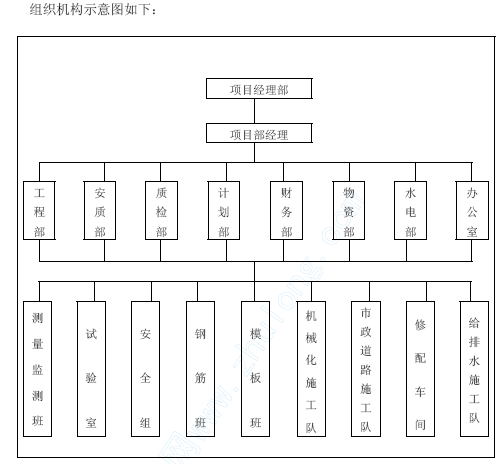 组织机构示意图如下：
项目经理部
项目部经理
工程部
安质部
质检部
计划部
财务部
物资部
水电部
办公室
测量监测班
试验室
安全组
钢筋班
模板班
机械化施工队
市政道路施工队
修配车间
给排水施工队